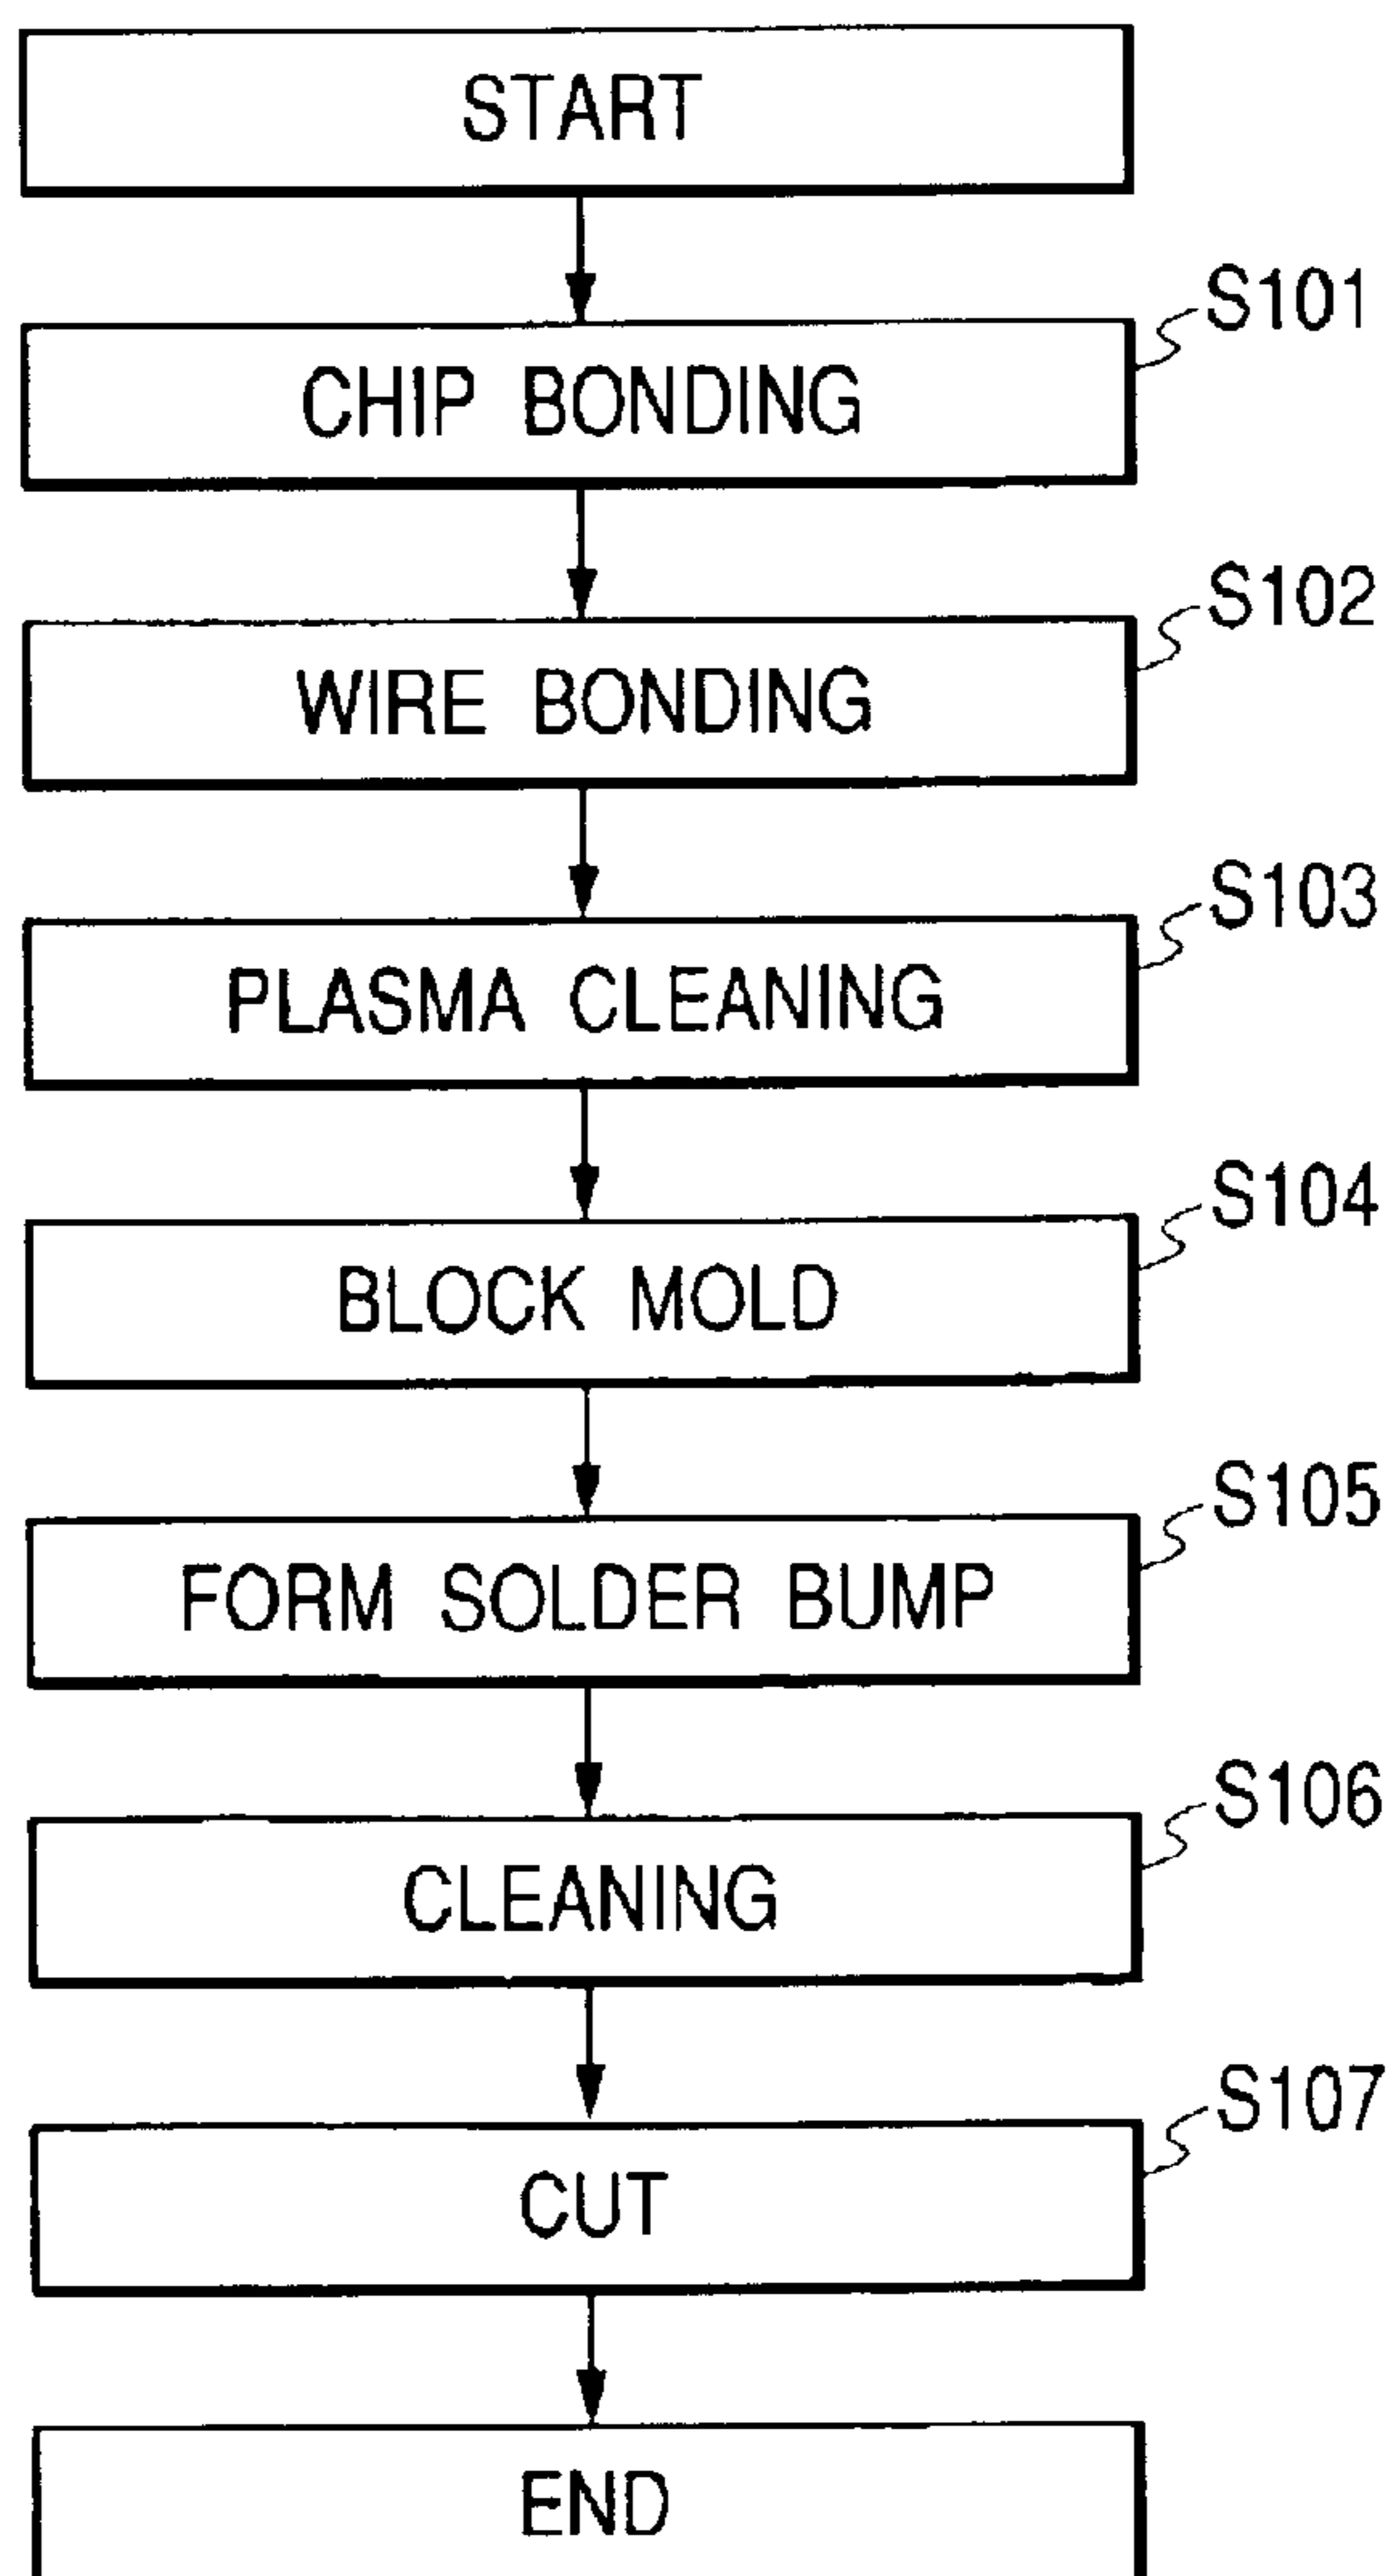 START
S101
CHIP BONDING
S102
WIRE BONDING
S103
PLASMA CLEANING
S104
BLOCK MOLD
S105
FORM SOLDER BUMP
S106
CLEANING
S107
CUT
END